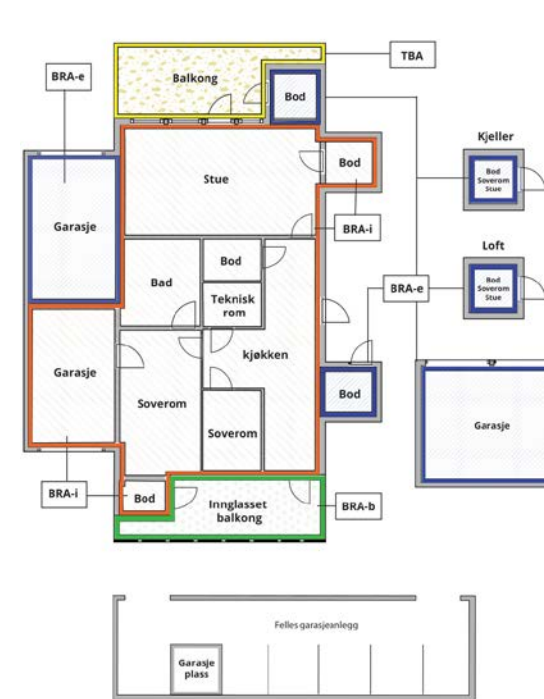 TBA
BRA-e
Balkong
Bod
Kjeller
Bod
Soverom
Stue
Stue
Bod
Garasje
BRA-i
Loft
Bod
Soverom
Stue
Bad
Bod
Teknisk
rom
BRA-e
kjøkken
Garasje
Soverom
Bod
Soverom
Garasje
BRA-i
Bod
Innglasset
balkong
BRA-b
Felles garasjeanlegg
Garasje
plass